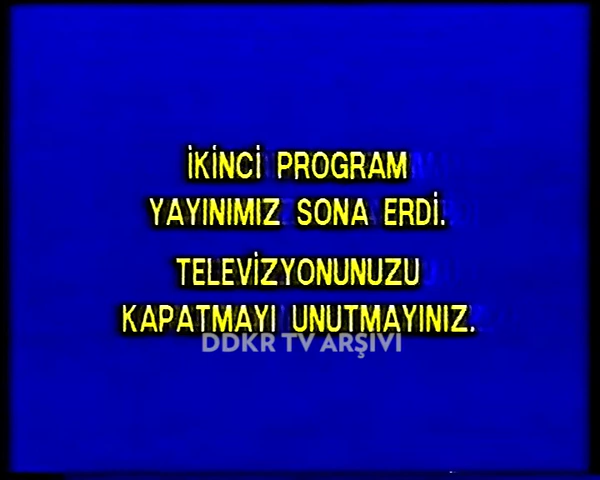 İKİNCİ PROGRAM
YAYINIMIZ SONA ERDİ.
TELEVİZYONUNUZU
KAPATMAYI UNUTMAYINIZ.
DDKR TV ARŞİVİ